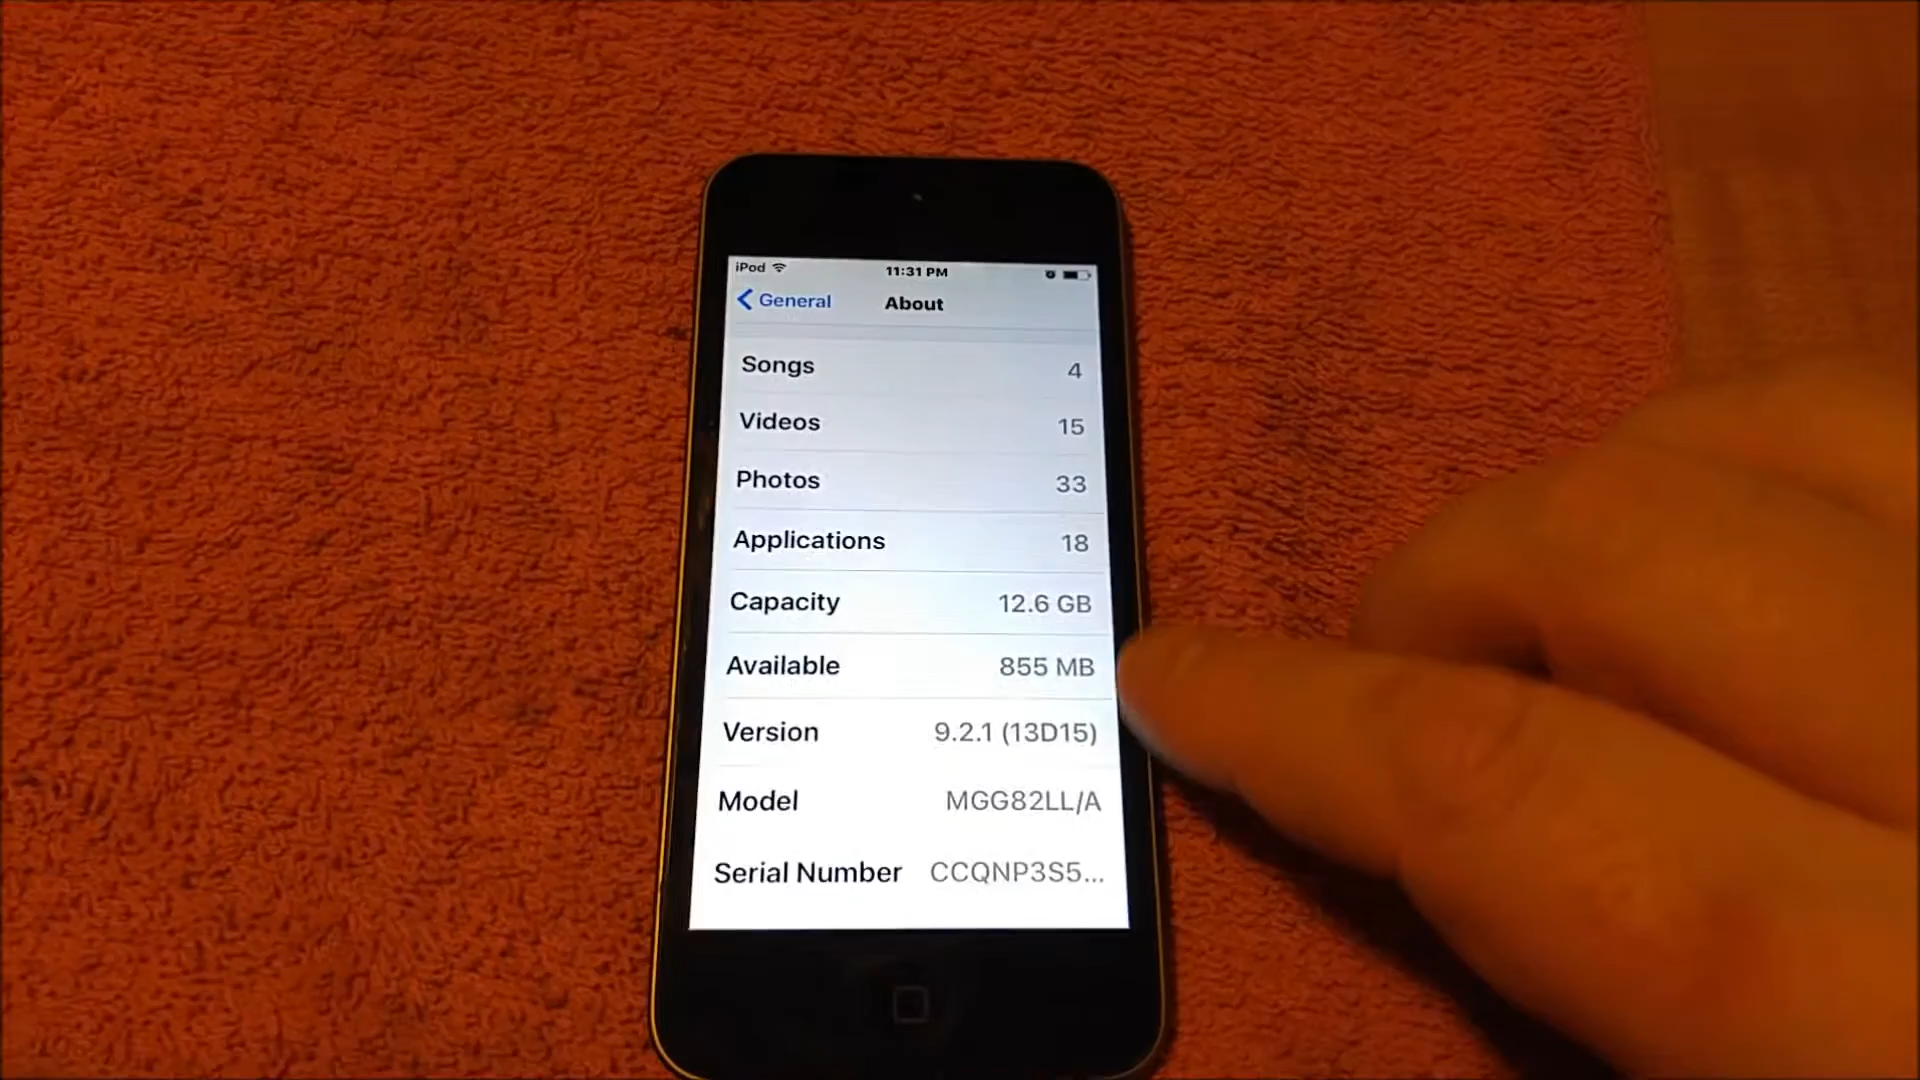 iPod 11:31 PM
General About
Songs 4
Videos 15
Photos 33
Applications 18
Capacity 12.6 GB
Available 855 MB
Version 9.2.1 (13D15)
Model MGG82LL/A
Serial Number CCQNP3S5...